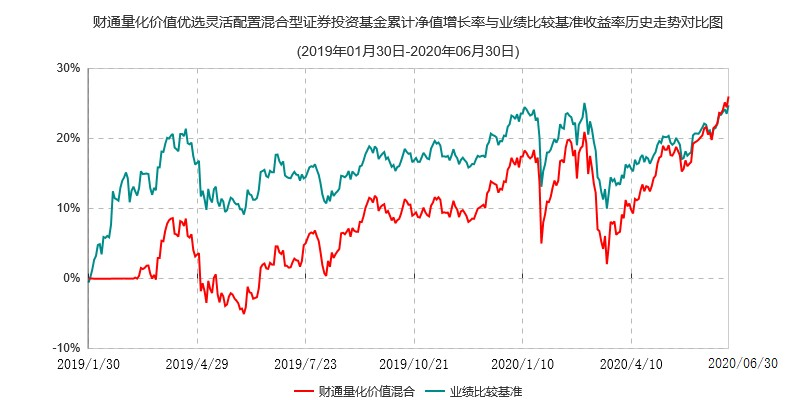 财通量化价值优选灵活配置混合型证券投资基金累计净值增长率与业绩比较基准收益率历史走势对比图
(2019年01月30日-2020年06月30日)
30%
20%
10%
0%
-10%
2019/1/30 2019/4/29 2019/7/23 2019/10/21 2020/1/10 2020/4/10 2020/06/30
财通量化价值混合 业绩比较基准